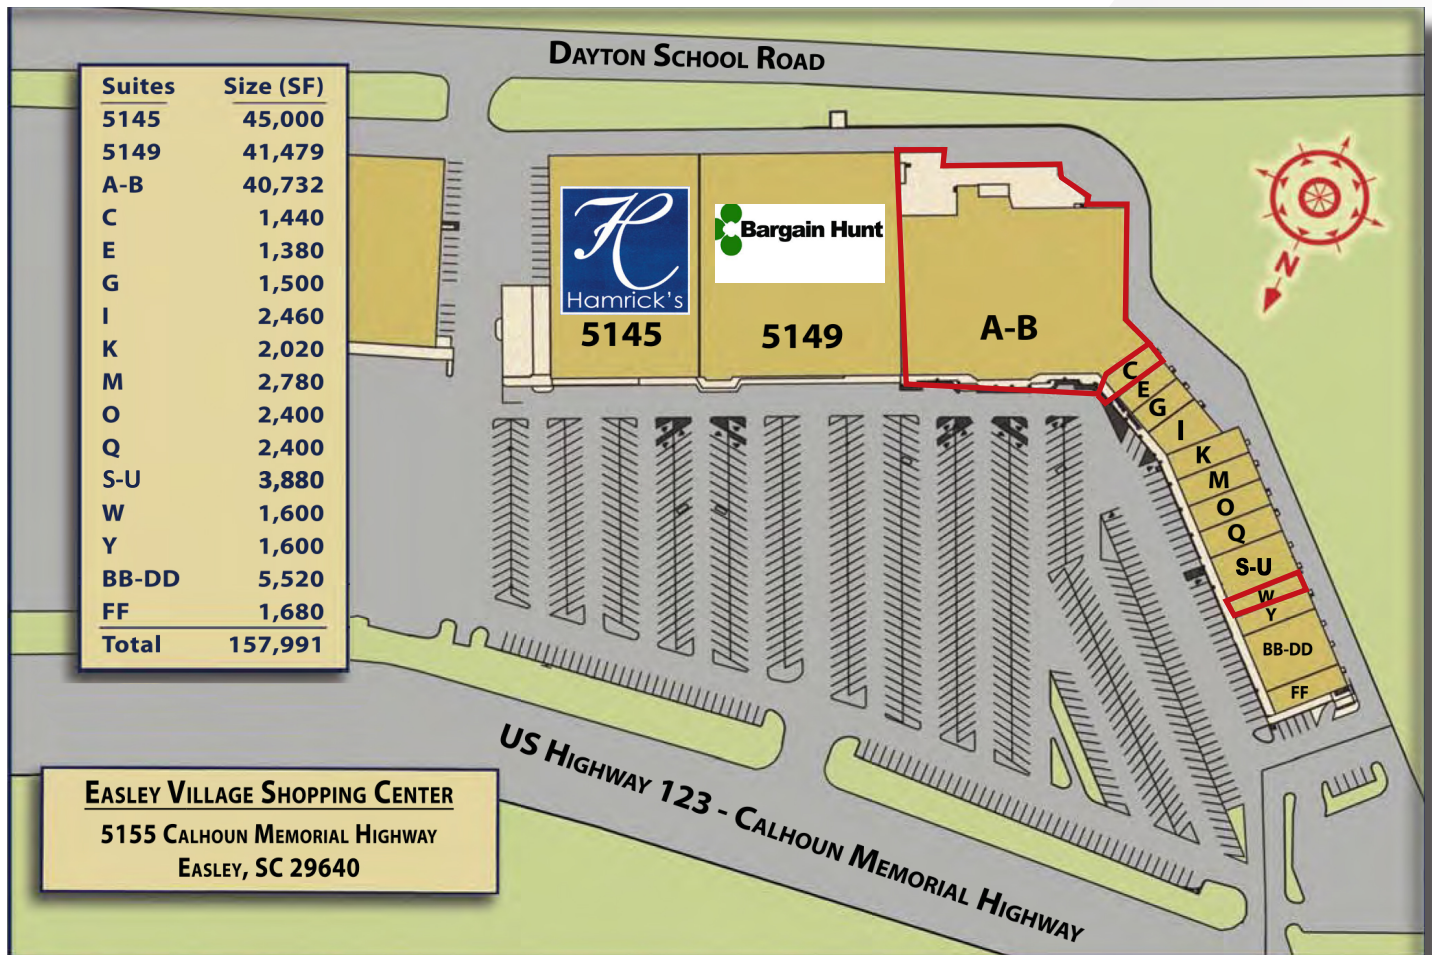 DAYTON SCHOOL ROAD
Suites Size (SF)
5145 45,000
5149 41,479
A-B 40,732
C 1,440
E 1,380
G 1,500
I 2,460
K 2,020
M 2,780
O 2,400
Q 2,400
S-U 3,880
W 1,600
Y 1,600
BB-DD 5,520
FF 1,680
Total 157,991
H
Hamrick's
5145
Bargain Hunt
5149
A-B
N
C
E
G
I
K
M
O
Q
S-U
W
Y
BB-DD
FF
US HIGHWAY 123 - CALHOUN MEMORIAL HIGHWAY
EASLEY VILLAGE SHOPPING CENTER
5155 CALHOUN MEMORIAL HIGHWAY
EASLEY, SC 29640